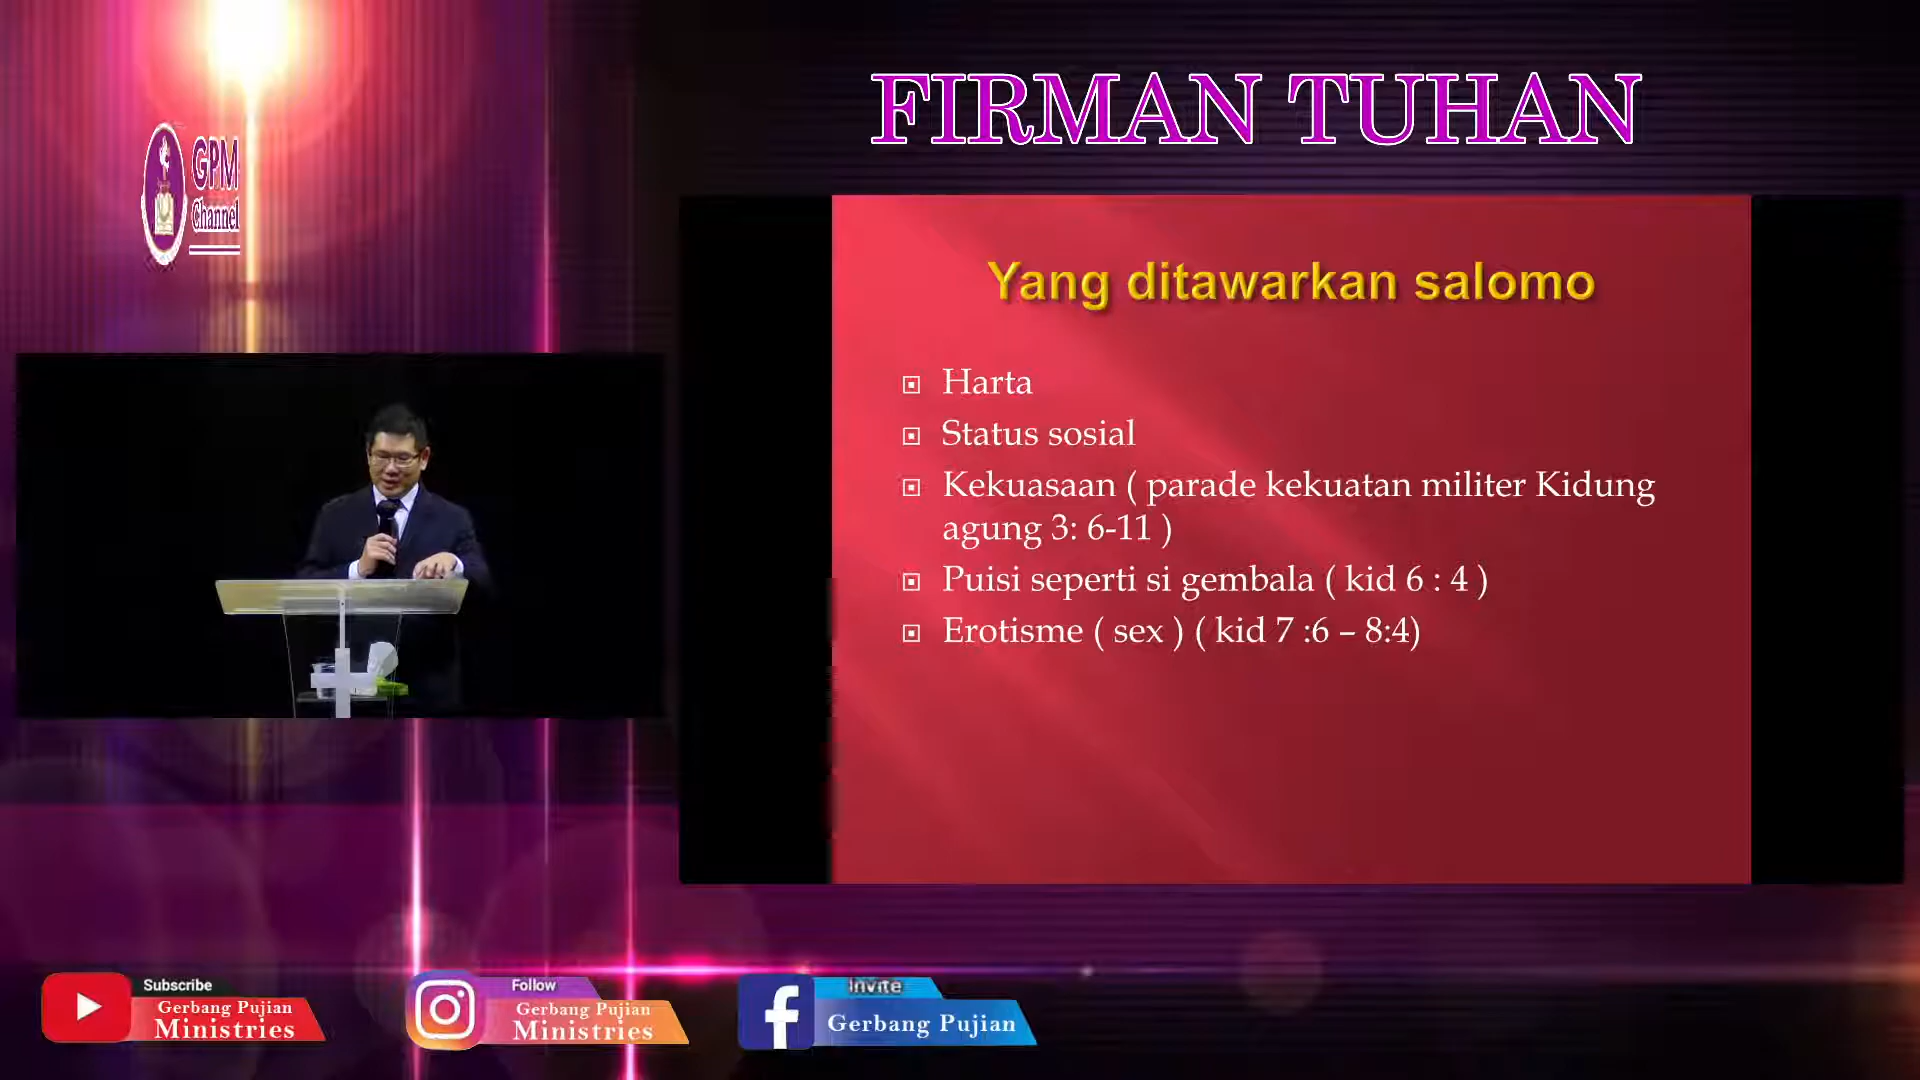 FIRMAN TUHAN
GPM
Channel
Yang ditawarkan salomo
Harta
Status sosial
Kekuasaan ( parade kekuatan militer Kidung
agung 3: 6-11 )
Puisi seperti si gembala ( kid 6 : 4 )
Erotisme ( sex ) ( kid 7 :6 – 8:4)
Subscribe
Gerbang Pujian
Ministries
Follow
Gerbang Pujian
Ministries
Invite
Gerbang Pujian